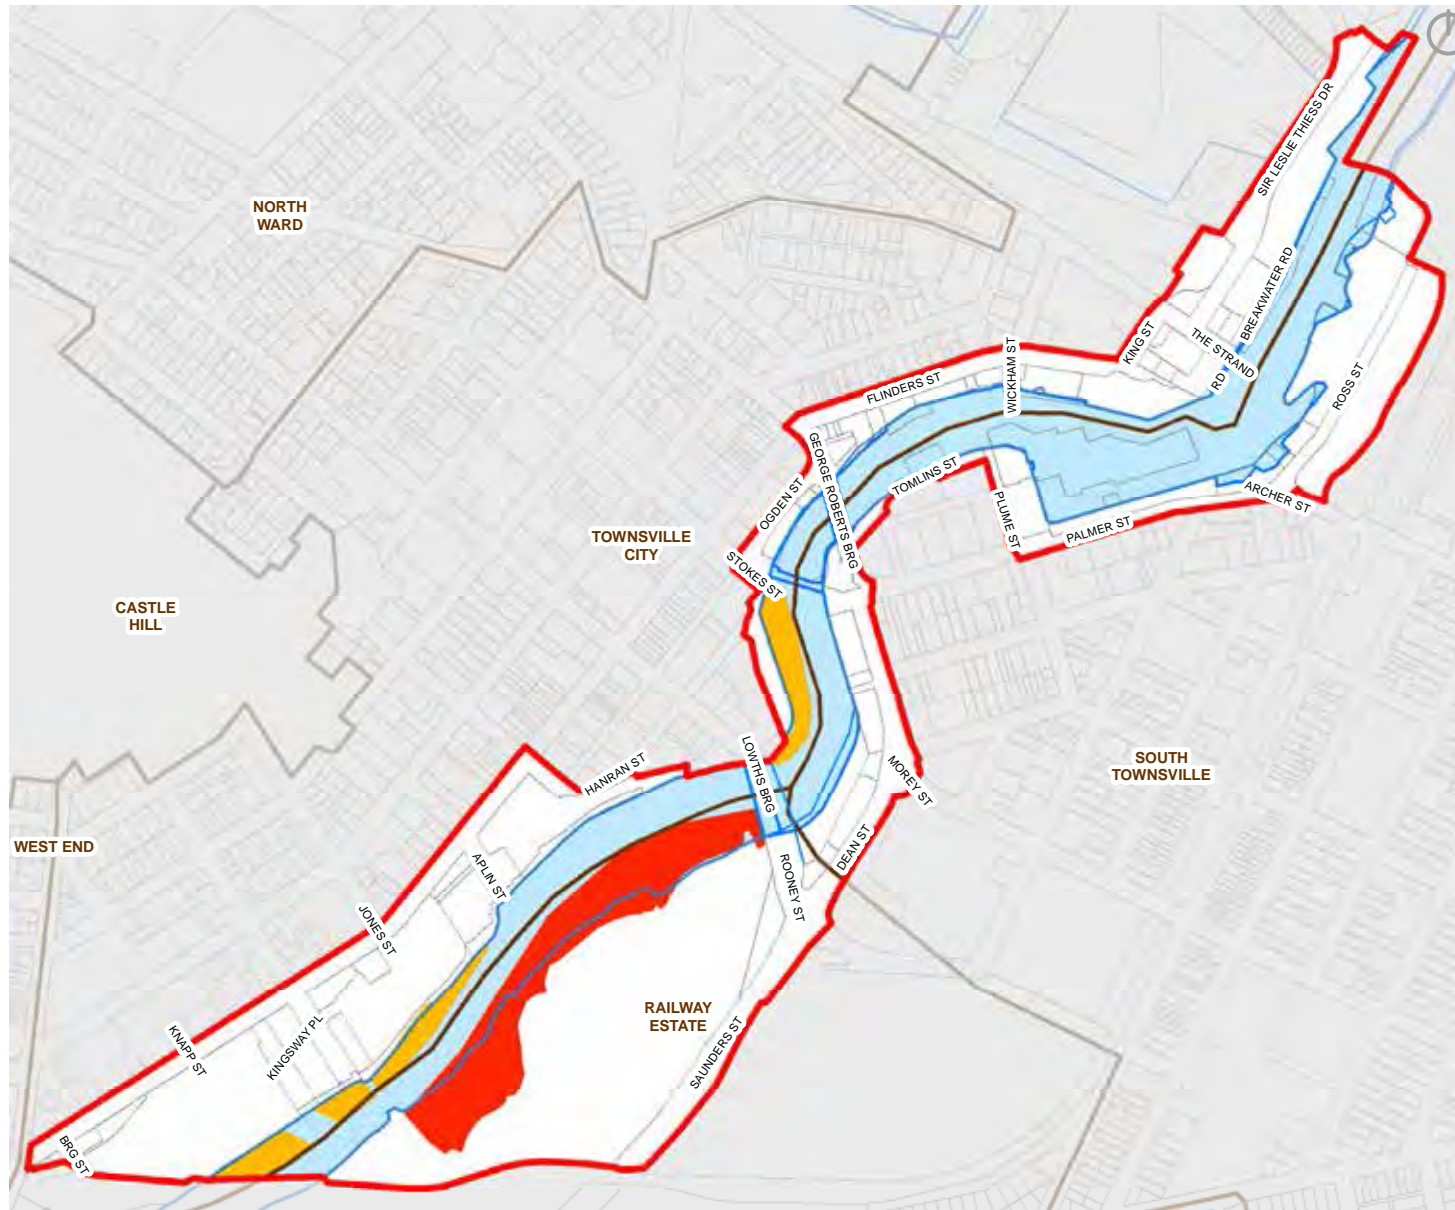 SIR LESLIE THIESS DR
NORTH
WARD
BREAKWATER RD
KING ST
THE STRAND
RD
WICKHAM ST
FLINDERS ST
ROSS ST
GEORGE ROBERTS BRG
TOMLINS ST
OGDEN ST
PLUME ST
ARCHER ST
PALMER ST
TOWNSVILLE
CITY
STOKES ST
CASTLE
HILL
SOUTH
TOWNSVILLE
LOWTHS BRG
HANRAN ST
MOREY ST
WEST END
DEAN ST
APLIN ST
ROONEY ST
JONES ST
RAILWAY
ESTATE
KINGSWAY PL
KNAPP ST
SAUNDERS ST
BRG ST